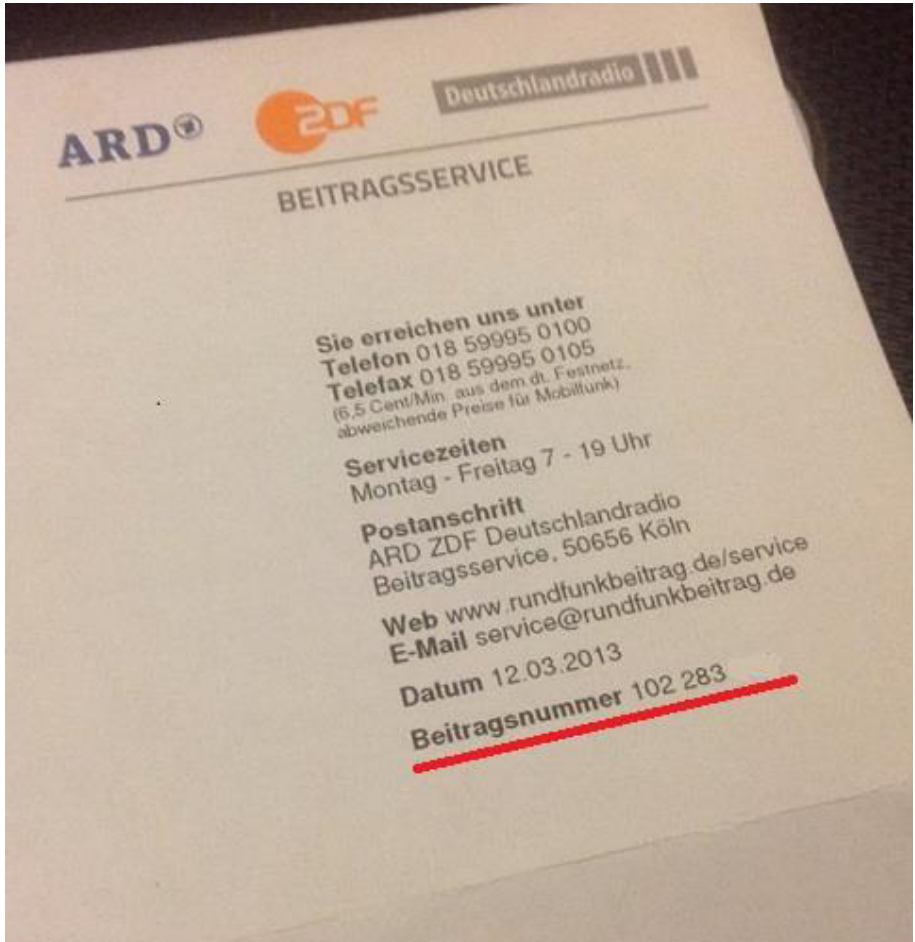 ARD ZDF Deutschlandradio
BEITRAGSSERVICE
Sie erreichen uns unter
Telefon 018 59995 0100
Telefax 018 59995 0105
(6,5 Cent/Min. aus dem dt. Festnetz,
abweichende Preise für Mobilfunk)
Servicezeiten
Montag - Freitag 7 - 19 Uhr
Postanschrift
ARD ZDF Deutschlandradio
Beitragsservice, 50656 Köln
Web www.rundfunkbeitrag.de/service
E-Mail service@rundfunkbeitrag.de
Datum 12.03.2013
Beitragsnummer 102 283